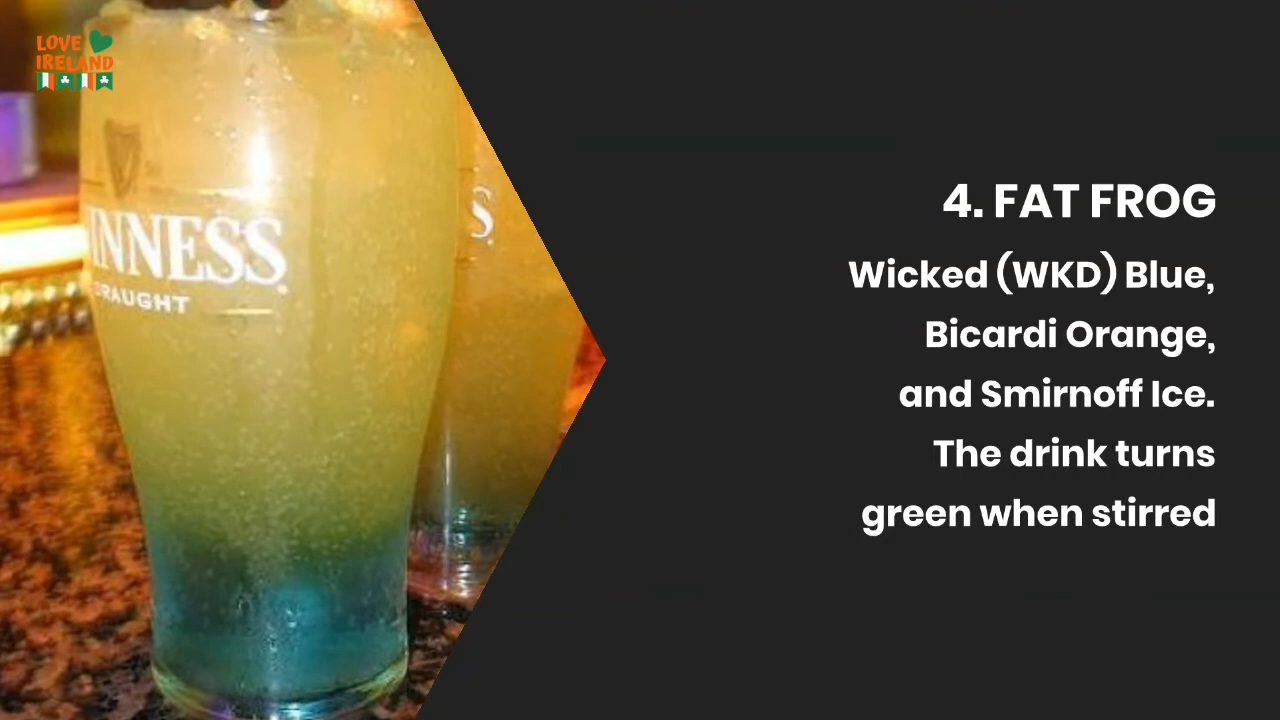 LOVE
IRELAND
INNESS
DRAUGHT
S
4. FAT FROG
Wicked (WKD) Blue,
Bicardi Orange,
and Smirnoff Ice.
The drink turns
green when stirred